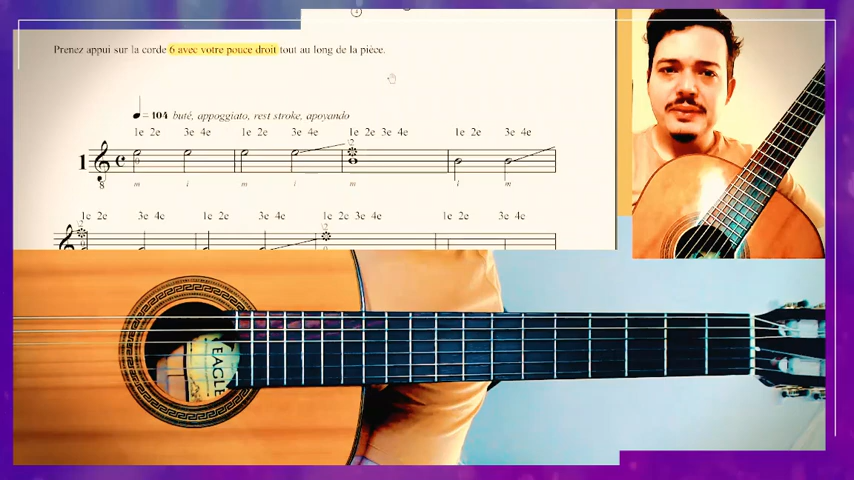 Prenez appui sur la corde 6 avec votre pouce droit tout au long de la pièce.
= 104 buté, appoggiato, rest stroke, apoyando
1e 2e 3e 4e 1e 2e 3e 4e 1e 2e 3e 4e 1e 2e 3e 4e
1
8
m i m i m i m
1e 2e 3e 4e 1e 2e 3e 4e 1e 2e 3e 4e 1e 2e 3e 4e
EAGLE